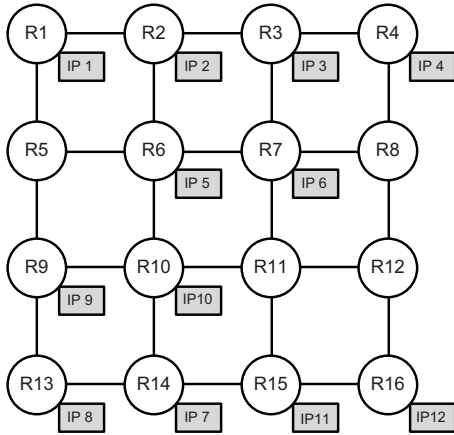 R1 R2 R3 R4
IP 1 IP 2 IP 3 IP 4
R5 R6 R7 R8
IP 5 IP 6
R9 R10 R11 R12
IP 9 IP10
R13 R14 R15 R16
IP 8 IP 7 IP11 IP12